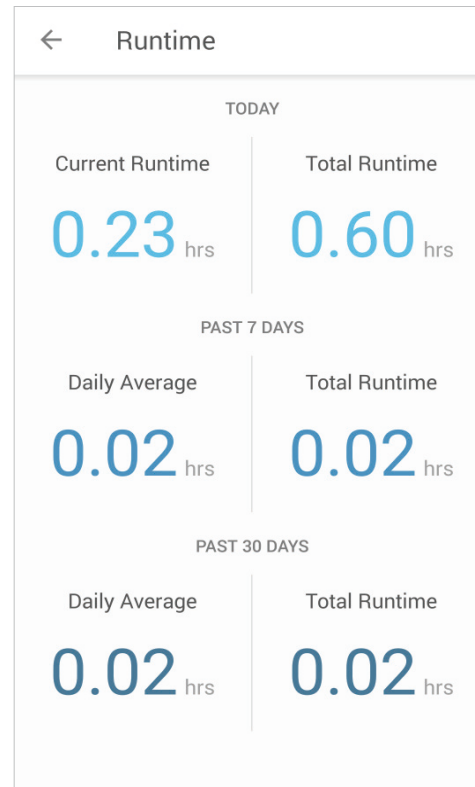 Runtime
TODAY
Current Runtime Total Runtime
0.23 hrs 0.60 hrs
PAST 7 DAYS
Daily Average Total Runtime
0.02 hrs 0.02 hrs
PAST 30 DAYS
Daily Average Total Runtime
0.02 hrs 0.02 hrs